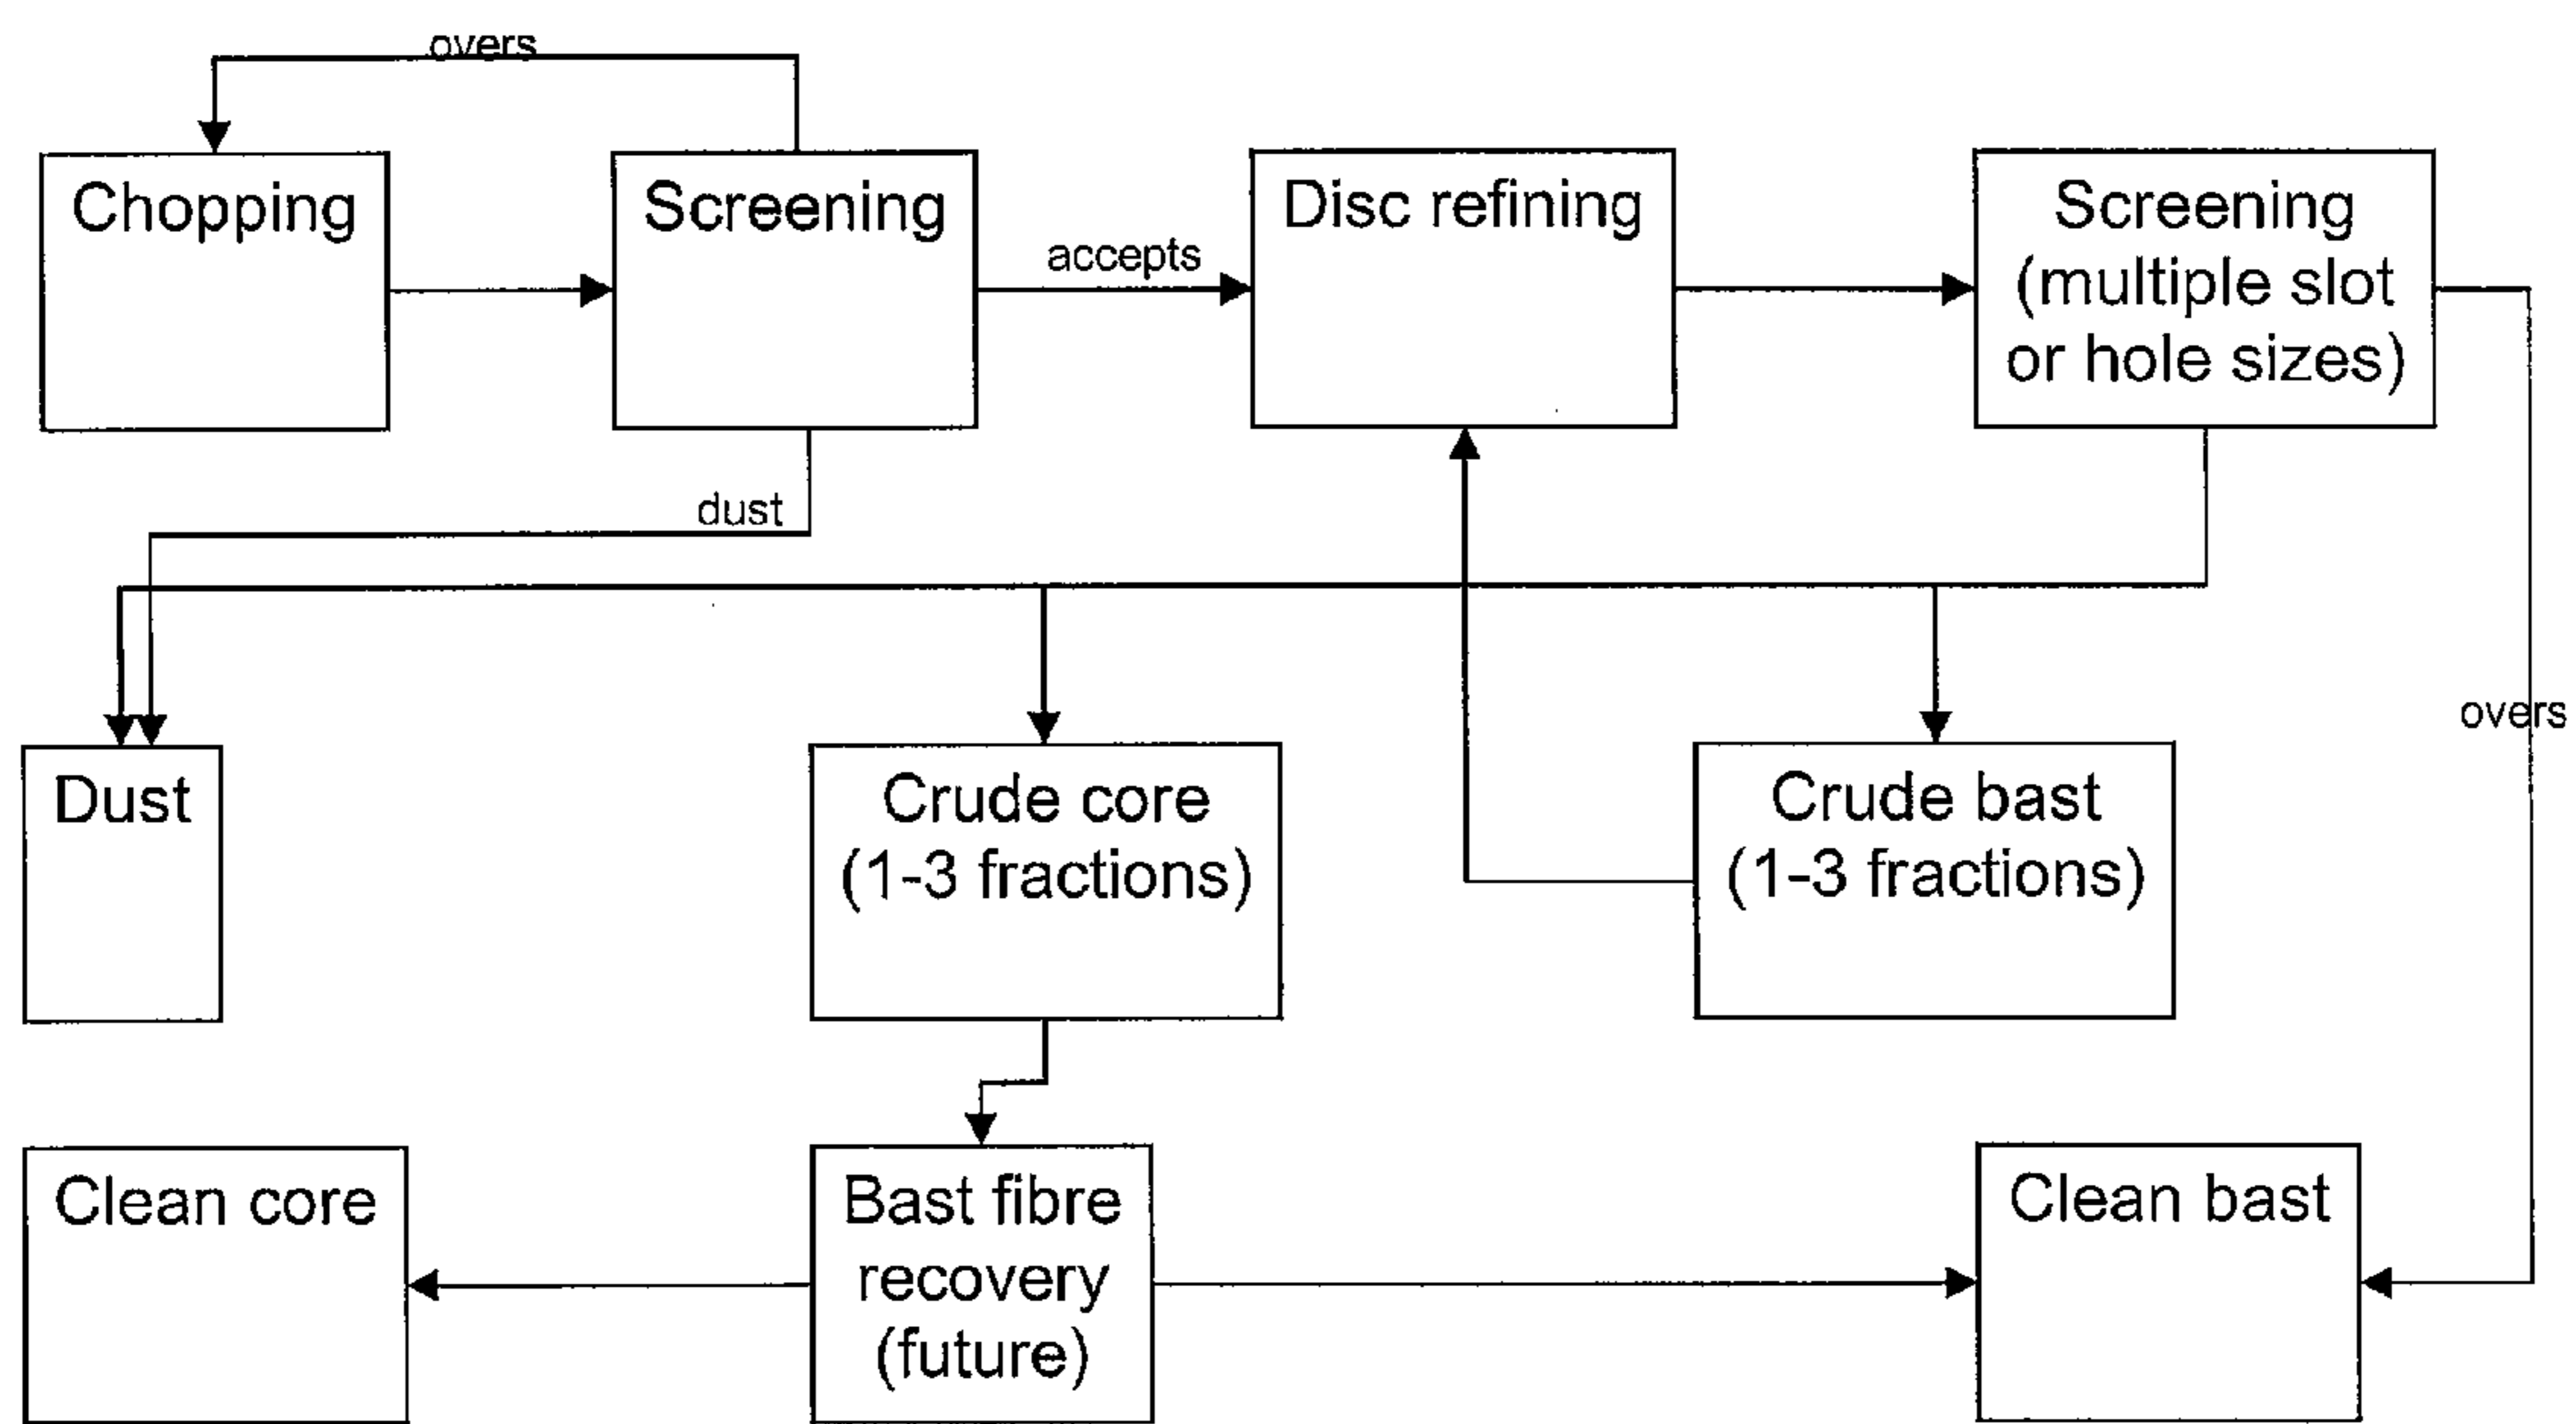 overs
Chopping
Screening
accepts
Disc refining
Screening
(multiple slot
or hole sizes)
dust
overs
Dust
Crude core
(1-3 fractions)
Crude bast
(1-3 fractions)
Clean core
Bast fibre
recovery
(future)
Clean bast